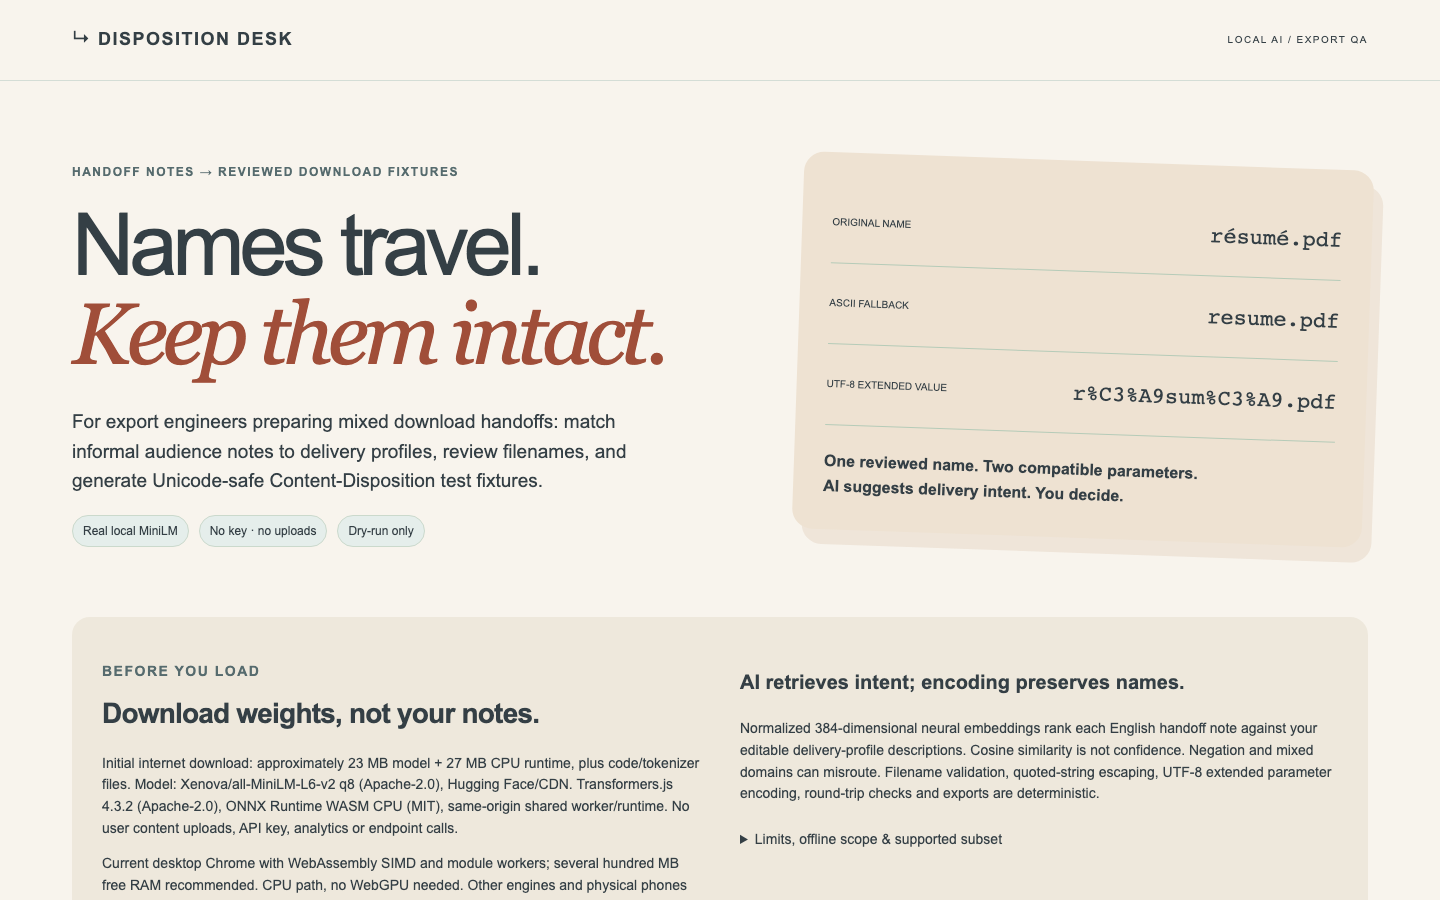 ↳ DISPOSITION DESK
LOCAL AI / EXPORT QA
HANDOFF NOTES → REVIEWED DOWNLOAD FIXTURES
Names travel.
Keep them intact.
For export engineers preparing mixed download handoffs: match
informal audience notes to delivery profiles, review filenames, and
generate Unicode-safe Content-Disposition test fixtures.
Real local MiniLM
No key · no uploads
Dry-run only
ORIGINAL NAME
résumé.pdf
ASCII FALLBACK
resume.pdf
UTF-8 EXTENDED VALUE
r%C3%A9sum%C3%A9.pdf
One reviewed name. Two compatible parameters.
AI suggests delivery intent. You decide.
BEFORE YOU LOAD
Download weights, not your notes.
Initial internet download: approximately 23 MB model + 27 MB CPU runtime, plus code/tokenizer
files. Model: Xenova/all-MiniLM-L6-v2 q8 (Apache-2.0), Hugging Face/CDN. Transformers.js
4.3.2 (Apache-2.0), ONNX Runtime WASM CPU (MIT), same-origin shared worker/runtime. No
user content uploads, API key, analytics or endpoint calls.
Current desktop Chrome with WebAssembly SIMD and module workers; several hundred MB
free RAM recommended. CPU path, no WebGPU needed. Other engines and physical phones
AI retrieves intent; encoding preserves names.
Normalized 384-dimensional neural embeddings rank each English handoff note against your
editable delivery-profile descriptions. Cosine similarity is not confidence. Negation and mixed
domains can misroute. Filename validation, quoted-string escaping, UTF-8 extended parameter
encoding, round-trip checks and exports are deterministic.
▶ Limits, offline scope & supported subset